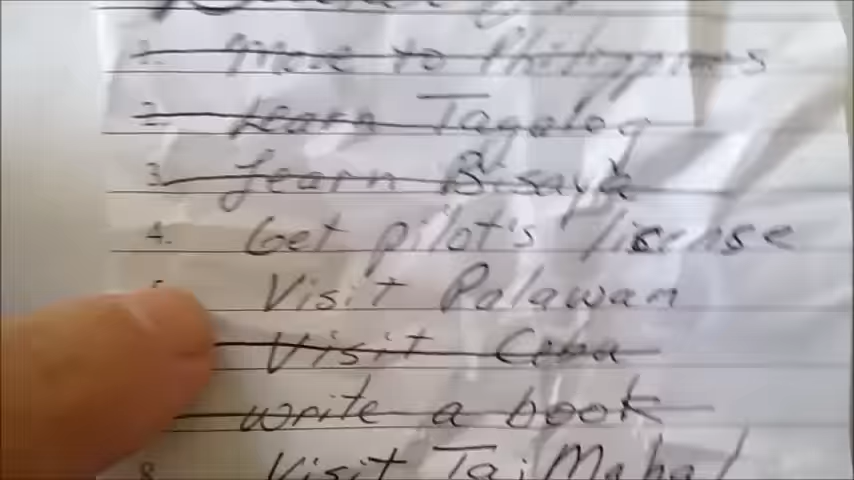 1. Move to Philippines
2. Learn Tagalog
3. Learn Bisaya
4. Get pilot's license
Visit Palawan
Visit Cebu
write a book
8. Visit Taj Mahal